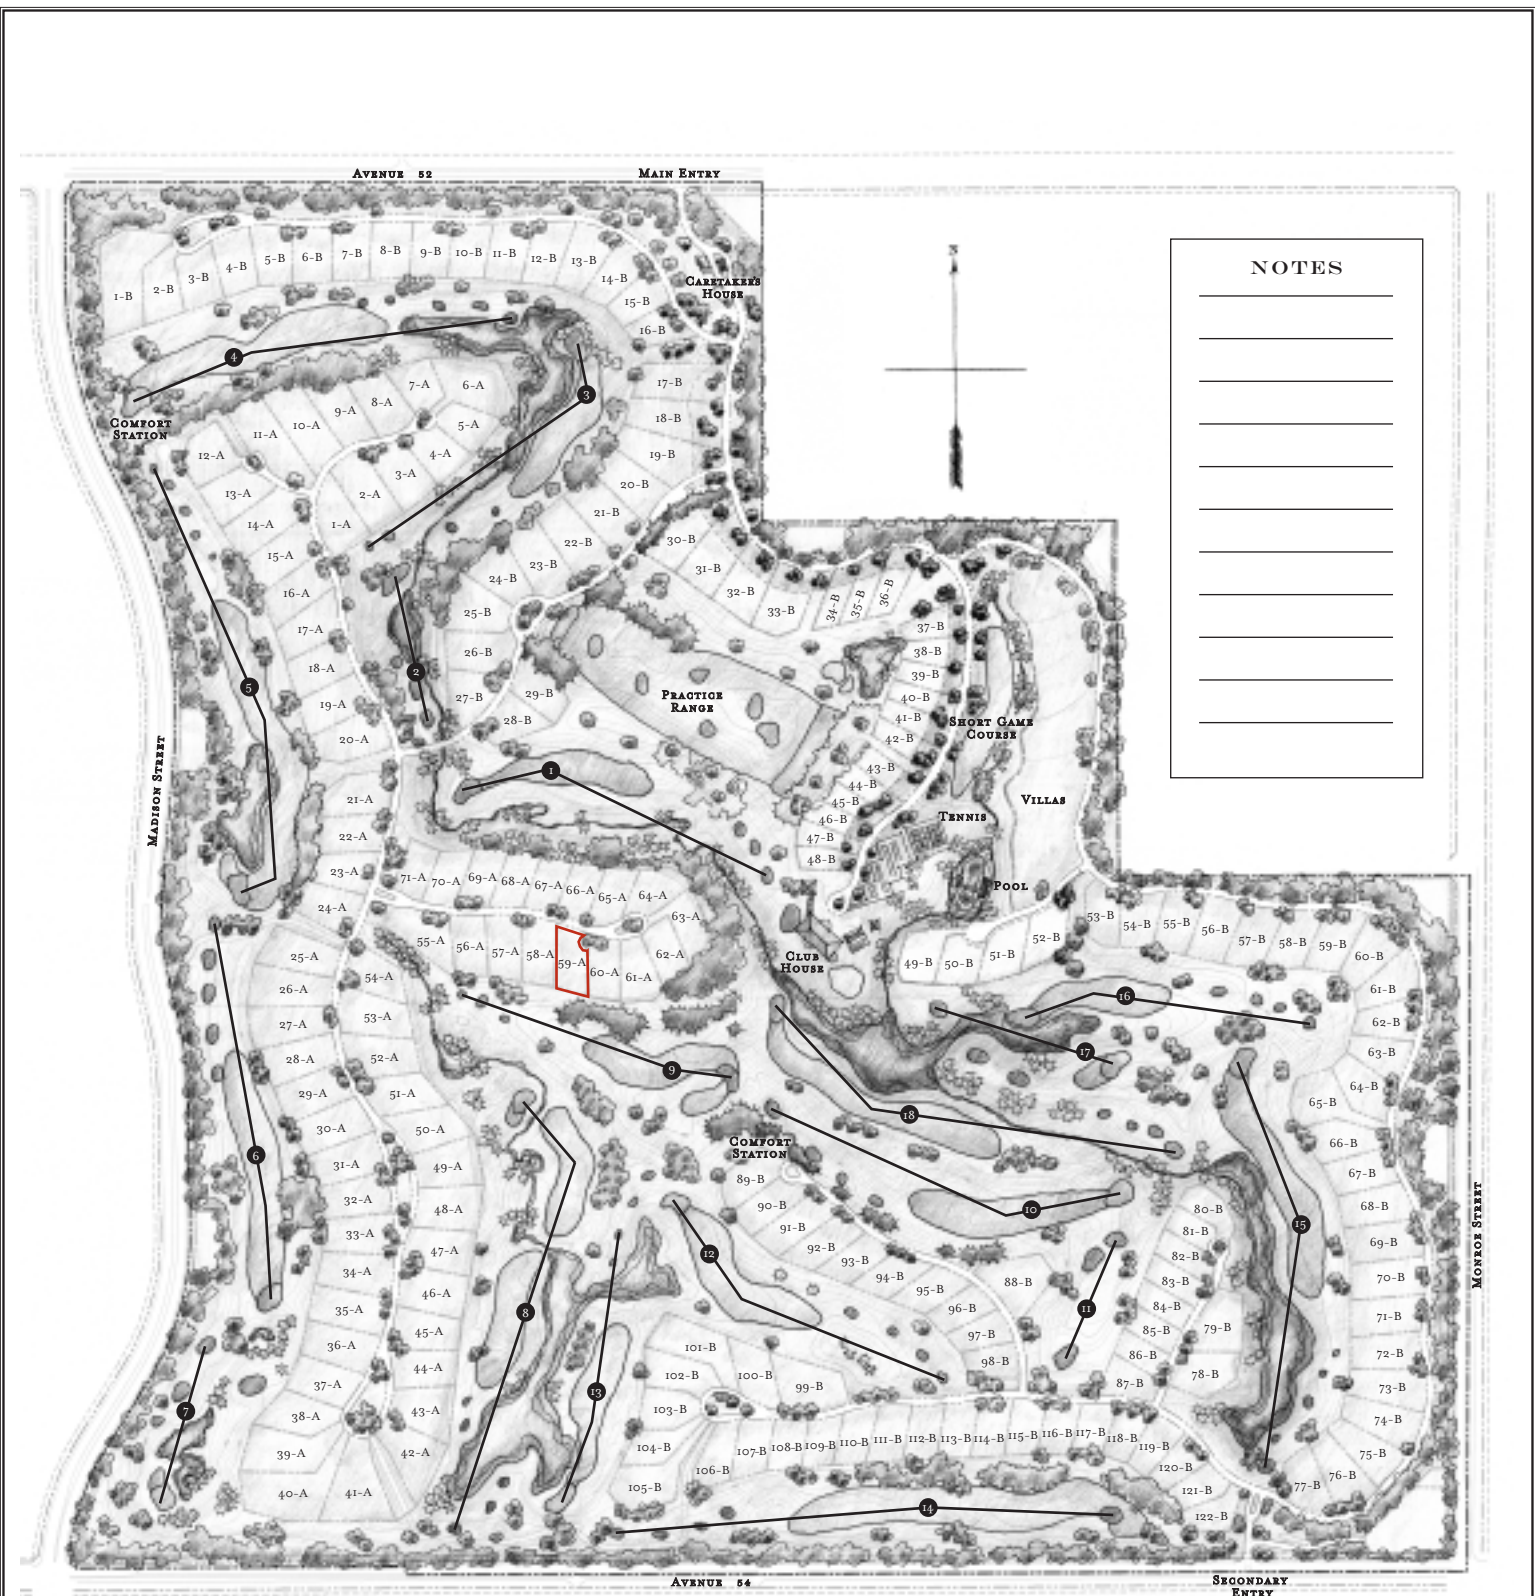 AVENUE 52
MAIN ENTRY
N
NOTES
CARETAKER'S
HOUSE
1-B
2-B
3-B
4-B
5-B
6-B
7-B
8-B
9-B
10-B
11-B
12-B
13-B
14-B
15-B
16-B
17-B
18-B
19-B
20-B
21-B
22-B
23-B
24-B
25-B
26-B
27-B
28-B
29-B
30-B
31-B
32-B
33-B
34-B
35-B
36-B
37-B
38-B
39-B
40-B
41-B
42-B
43-B
44-B
45-B
46-B
47-B
48-B
4
3
COMFORT
STATION
7-A
6-A
8-A
9-A
10-A
11-A
12-A
5-A
4-A
3-A
2-A
1-A
13-A
14-A
15-A
16-A
17-A
18-A
19-A
20-A
21-A
22-A
23-A
24-A
5
2
1
PRACTICE
RANGE
SHORT GAME
COURSE
VILLAS
TENNIS
POOL
MADISON STREET
71-A
70-A
69-A
68-A
67-A
66-A
65-A
64-A
63-A
62-A
61-A
60-A
59-A
58-A
57-A
56-A
55-A
54-A
53-A
52-A
51-A
50-A
49-A
48-A
47-A
46-A
45-A
44-A
43-A
42-A
25-A
26-A
27-A
28-A
29-A
30-A
31-A
32-A
33-A
34-A
35-A
36-A
37-A
38-A
39-A
40-A
41-A
CLUB
HOUSE
49-B
50-B
51-B
52-B
53-B
54-B
55-B
56-B
57-B
58-B
59-B
60-B
61-B
62-B
63-B
64-B
65-B
66-B
67-B
68-B
69-B
70-B
71-B
72-B
73-B
74-B
75-B
76-B
77-B
16
17
9
18
6
15
10
12
11
8
13
7
14
COMFORT
STATION
89-B
90-B
91-B
92-B
93-B
94-B
95-B
96-B
97-B
98-B
88-B
80-B
81-B
82-B
83-B
84-B
85-B
86-B
87-B
79-B
78-B
MONROE STREET
101-B
102-B
100-B
99-B
103-B
104-B
105-B
106-B
107-B
108-B
109-B
110-B
111-B
112-B
113-B
114-B
115-B
116-B
117-B
118-B
119-B
120-B
121-B
122-B
AVENUE 54
SECONDARY
ENTRY